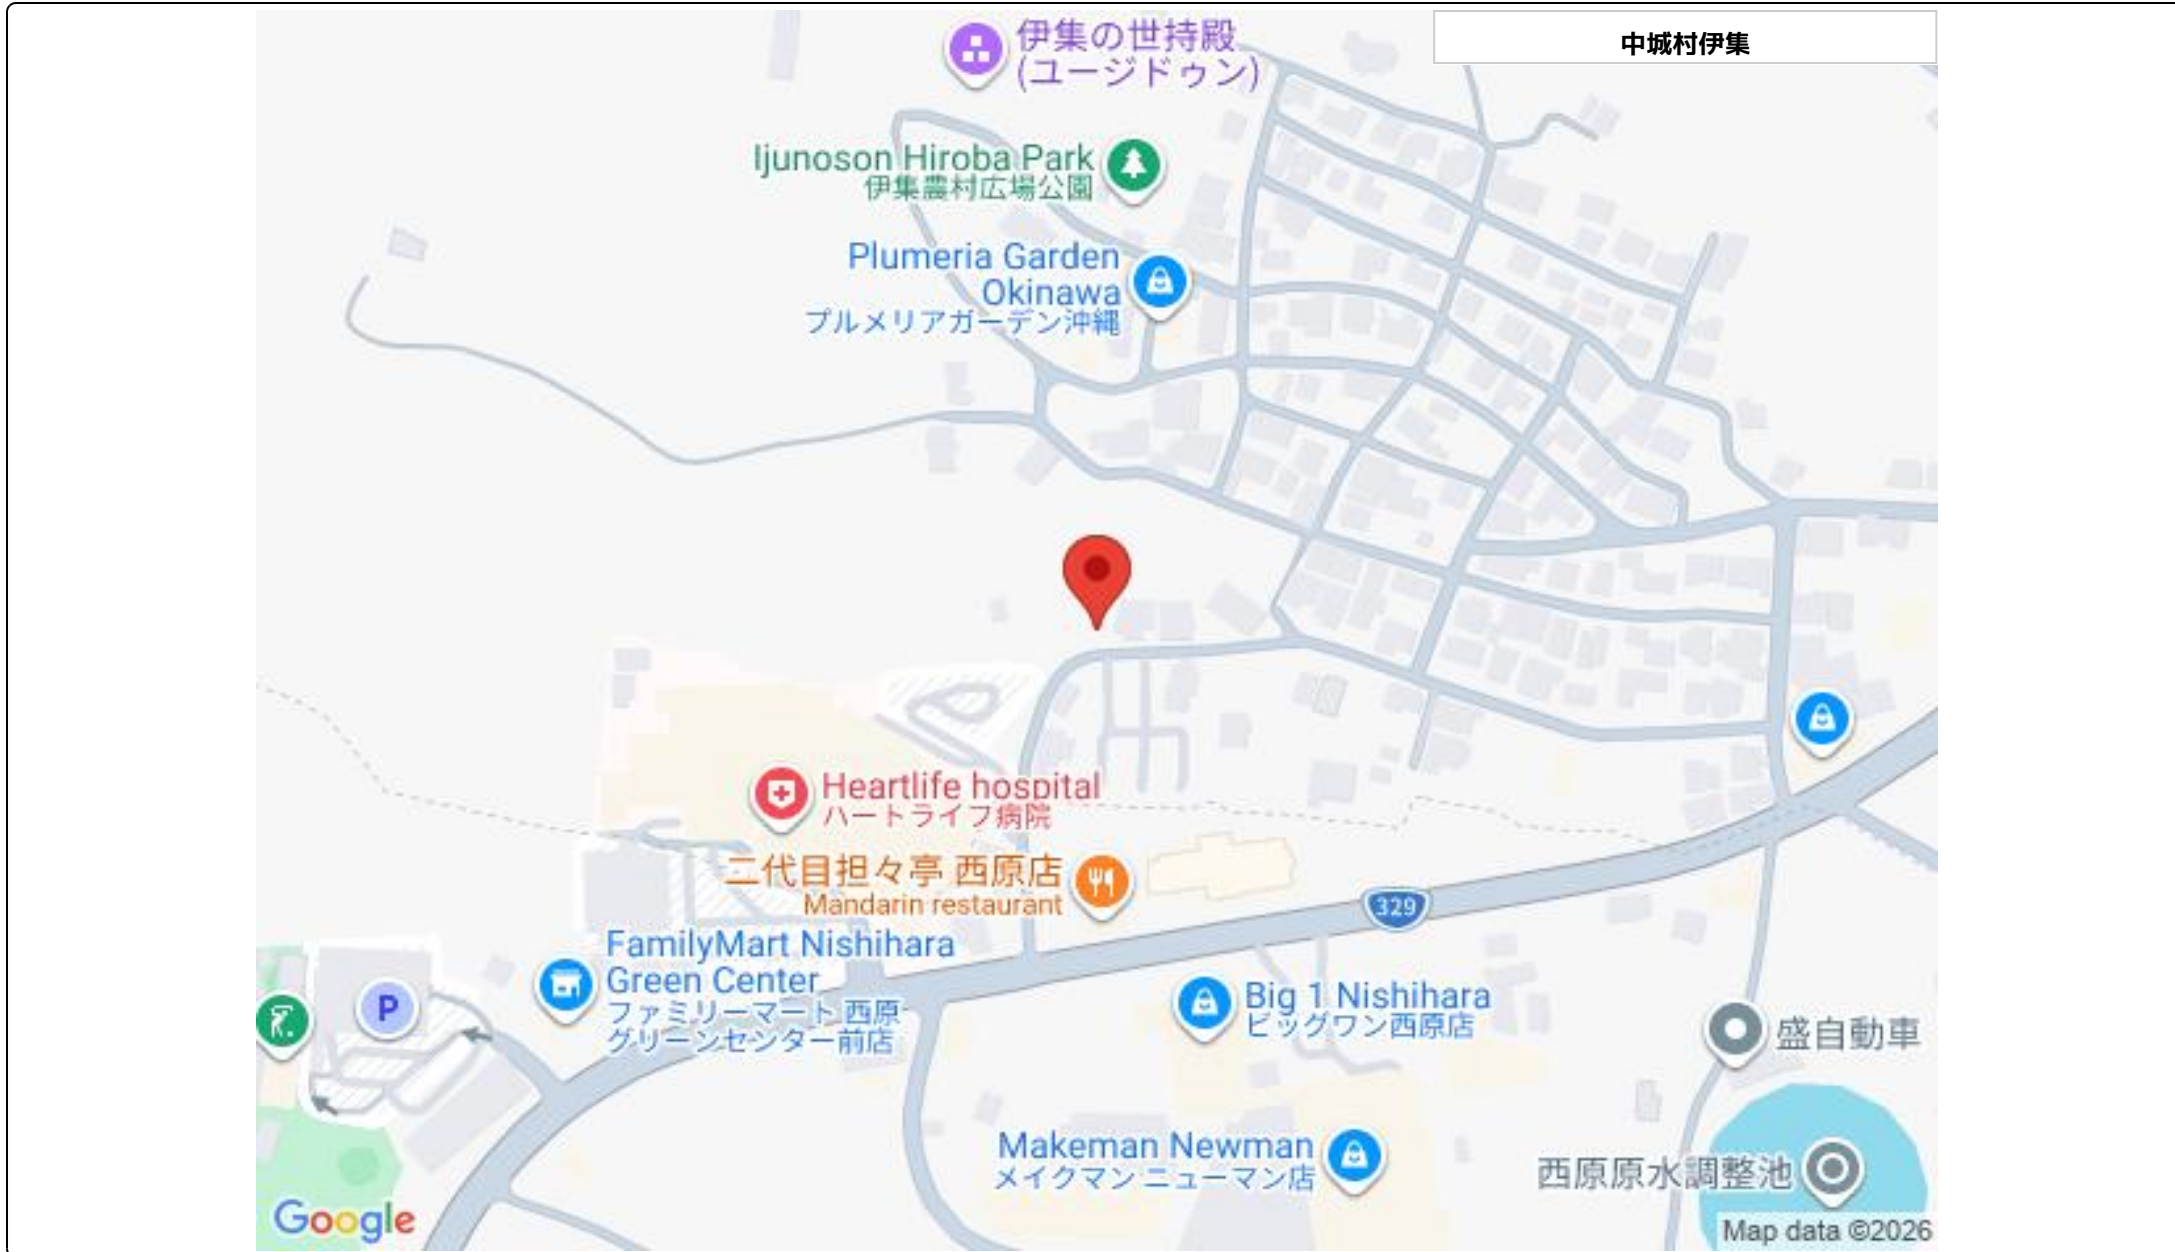 伊集の世持殿
(ユージドゥン)
中城村伊集
Ijunoson Hiroba Park
伊集農村広場公園
Plumeria Garden
Okinawa
プルメリアガーデン沖縄
Heartlife hospital
ハートライフ病院
二代目担々亭 西原店
Mandarin restaurant
329
FamilyMart Nishihara
Green Center
ファミリーマート 西原
グリーンセンター前店
P
Big 1 Nishihara
ビッグワン西原店
盛自動車
Makeman Newman
メイクマン ニューマン店
西原原水調整池
Google
Map data ©2026